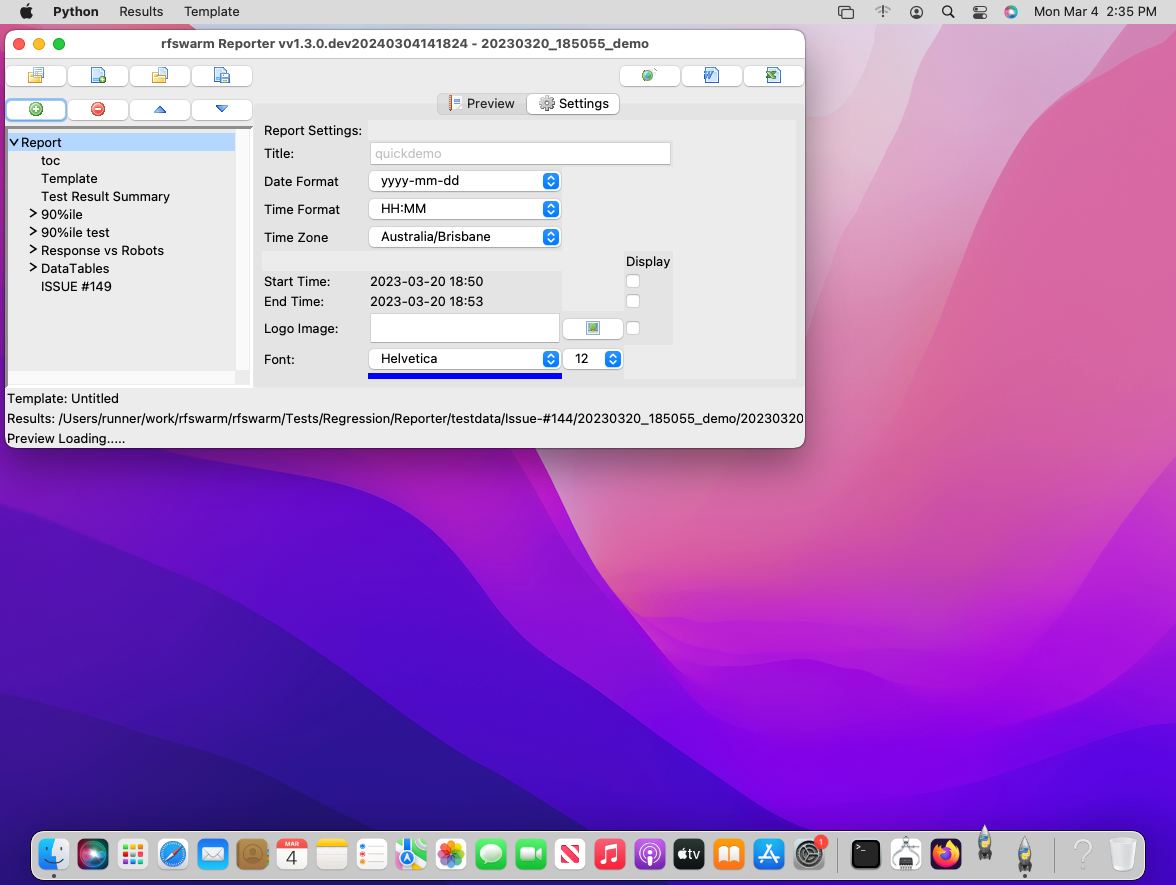 Python Results Template Mon Mar 4 2:35 PM
rfswarm Reporter vv1.3.0.dev20240304141824 - 20230320_185055_demo
Preview Settings
Report
toc
Template
Test Result Summary
90%ile
90%ile test
Response vs Robots
DataTables
ISSUE #149
Report Settings:
Title: quickdemo
Date Format yyyy-mm-dd
Time Format HH:MM
Time Zone Australia/Brisbane
Display
Start Time: 2023-03-20 18:50
End Time: 2023-03-20 18:53
Logo Image:
Font: Helvetica 12
Template: Untitled
Results: /Users/runner/work/rfswarm/rfswarm/Tests/Regression/Reporter/testdata/Issue-#144/20230320_185055_demo/20230320
Preview Loading.....
MAR
4
tv
1